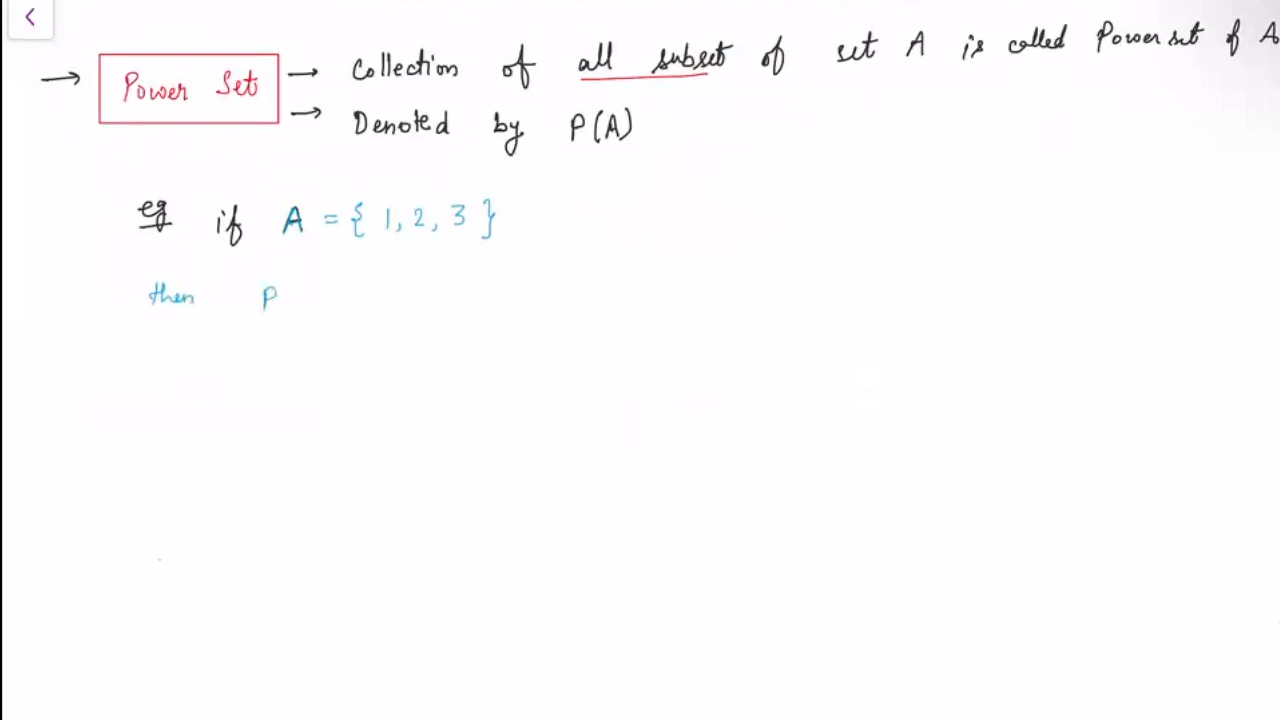 → Power Set → Collection of all subset of set A is called Power set of A
→ Denoted by P(A)
eg if A = { 1, 2, 3 }
then P